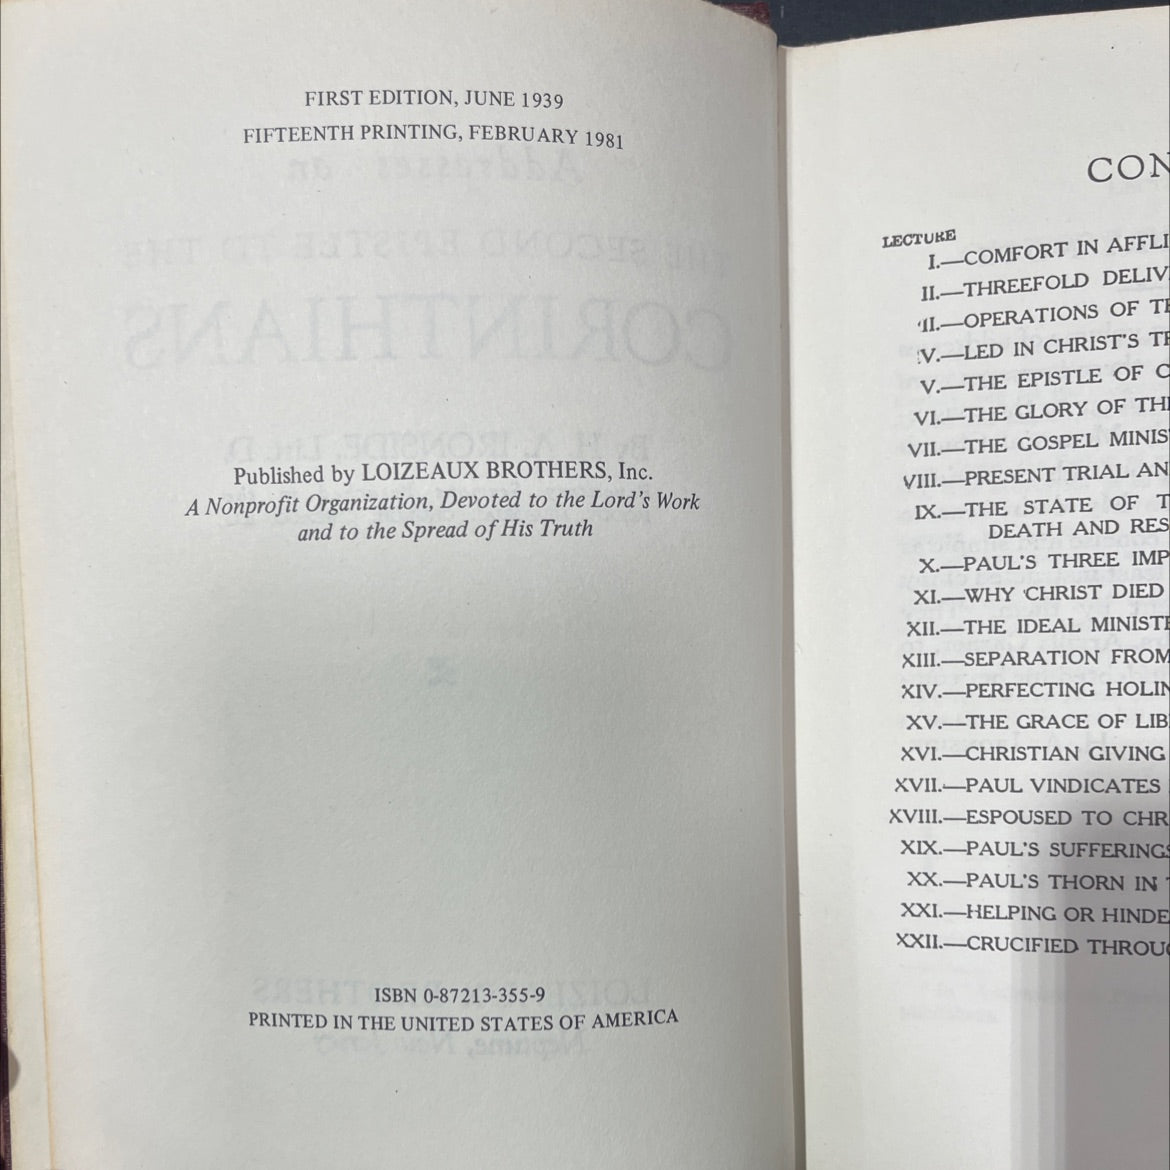 FIRST EDITION, JUNE 1939
FIFTEENTH PRINTING, FEBRUARY 1981
Published by LOIZEAUX BROTHERS, Inc.
A Nonprofit Organization, Devoted to the Lord's Work
and to the Spread of His Truth
ISBN 0-87213-355-9
PRINTED IN THE UNITED STATES OF AMERICA
CON
LECTURE
I.—COMFORT IN AFFLI
II.—THREEFOLD DELIV
II.—OPERATIONS OF
V.—LED IN CHRIST'S
V.—THE EPISTLE OF C
VI.—THE GLORY OF TH
VII.—THE GOSPEL MINIS
VIII.—PRESENT TRIAL AN
IX.—THE STATE OF T
DEATH AND RES
X.—PAUL'S THREE IMP
XI.—WHY CHRIST DIED
XII.—THE IDEAL MINISTE
XIII.—SEPARATION FROM
XIV.—PERFECTING HOLIN
XV.—THE GRACE OF LIB
XVI.—CHRISTIAN GIVING
XVII.—PAUL VINDICATES
XVIII.—ESPOUSED TO CHR
XIX.—PAUL'S SUFFERINGS
XX.—PAUL'S THORN IN
XXI.—HELPING OR HINDE
XXII.—CRUCIFIED THROUG